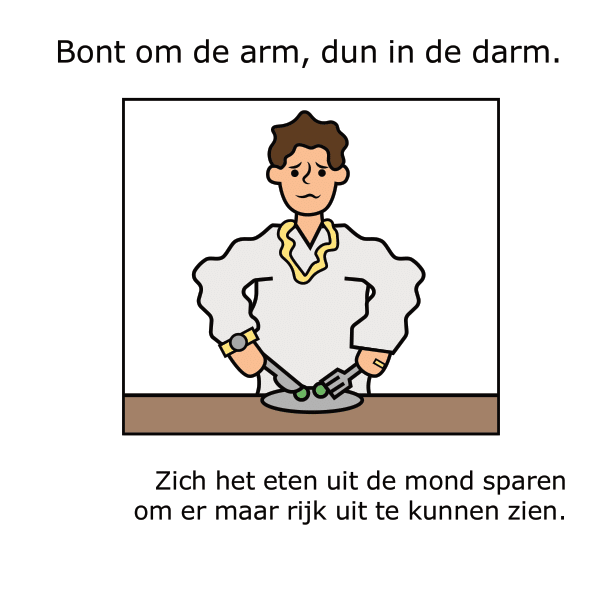 Bont om de arm, dun in de darm.
Zich het eten uit de mond sparen
om er maar rijk uit te kunnen zien.